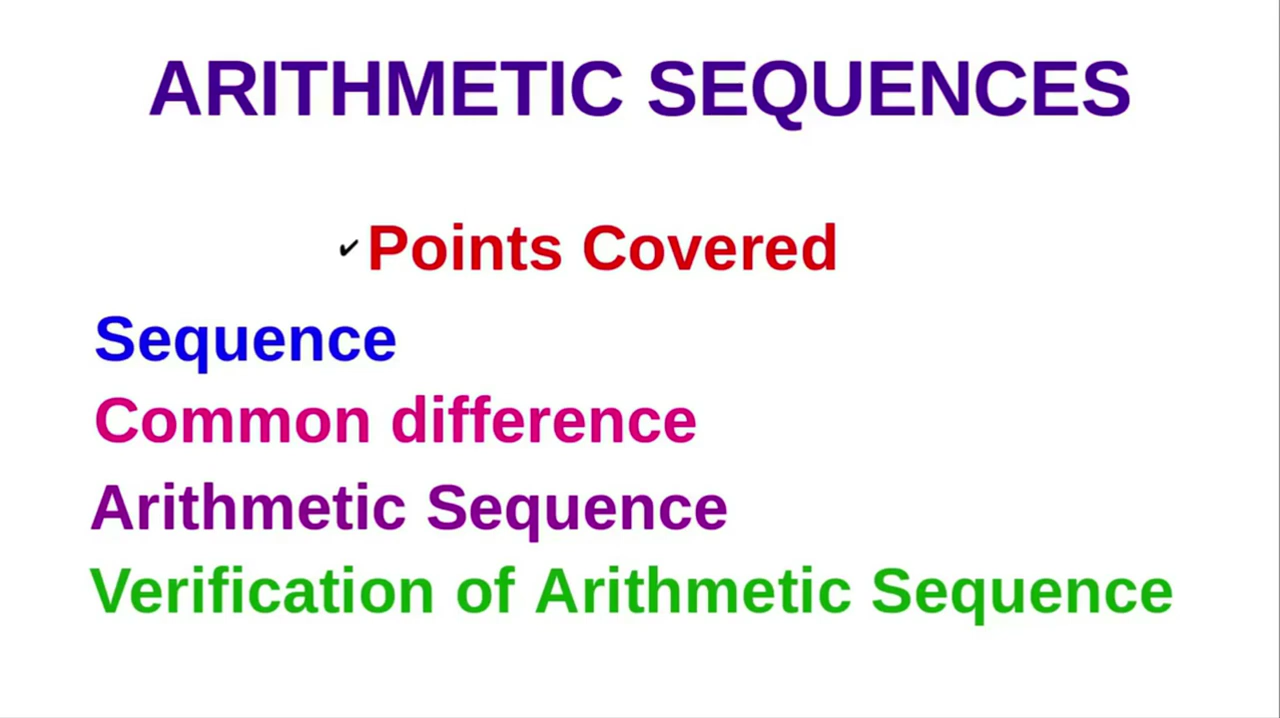 ARITHMETIC SEQUENCES
✔Points Covered
Sequence
Common difference
Arithmetic Sequence
Verification of Arithmetic Sequence